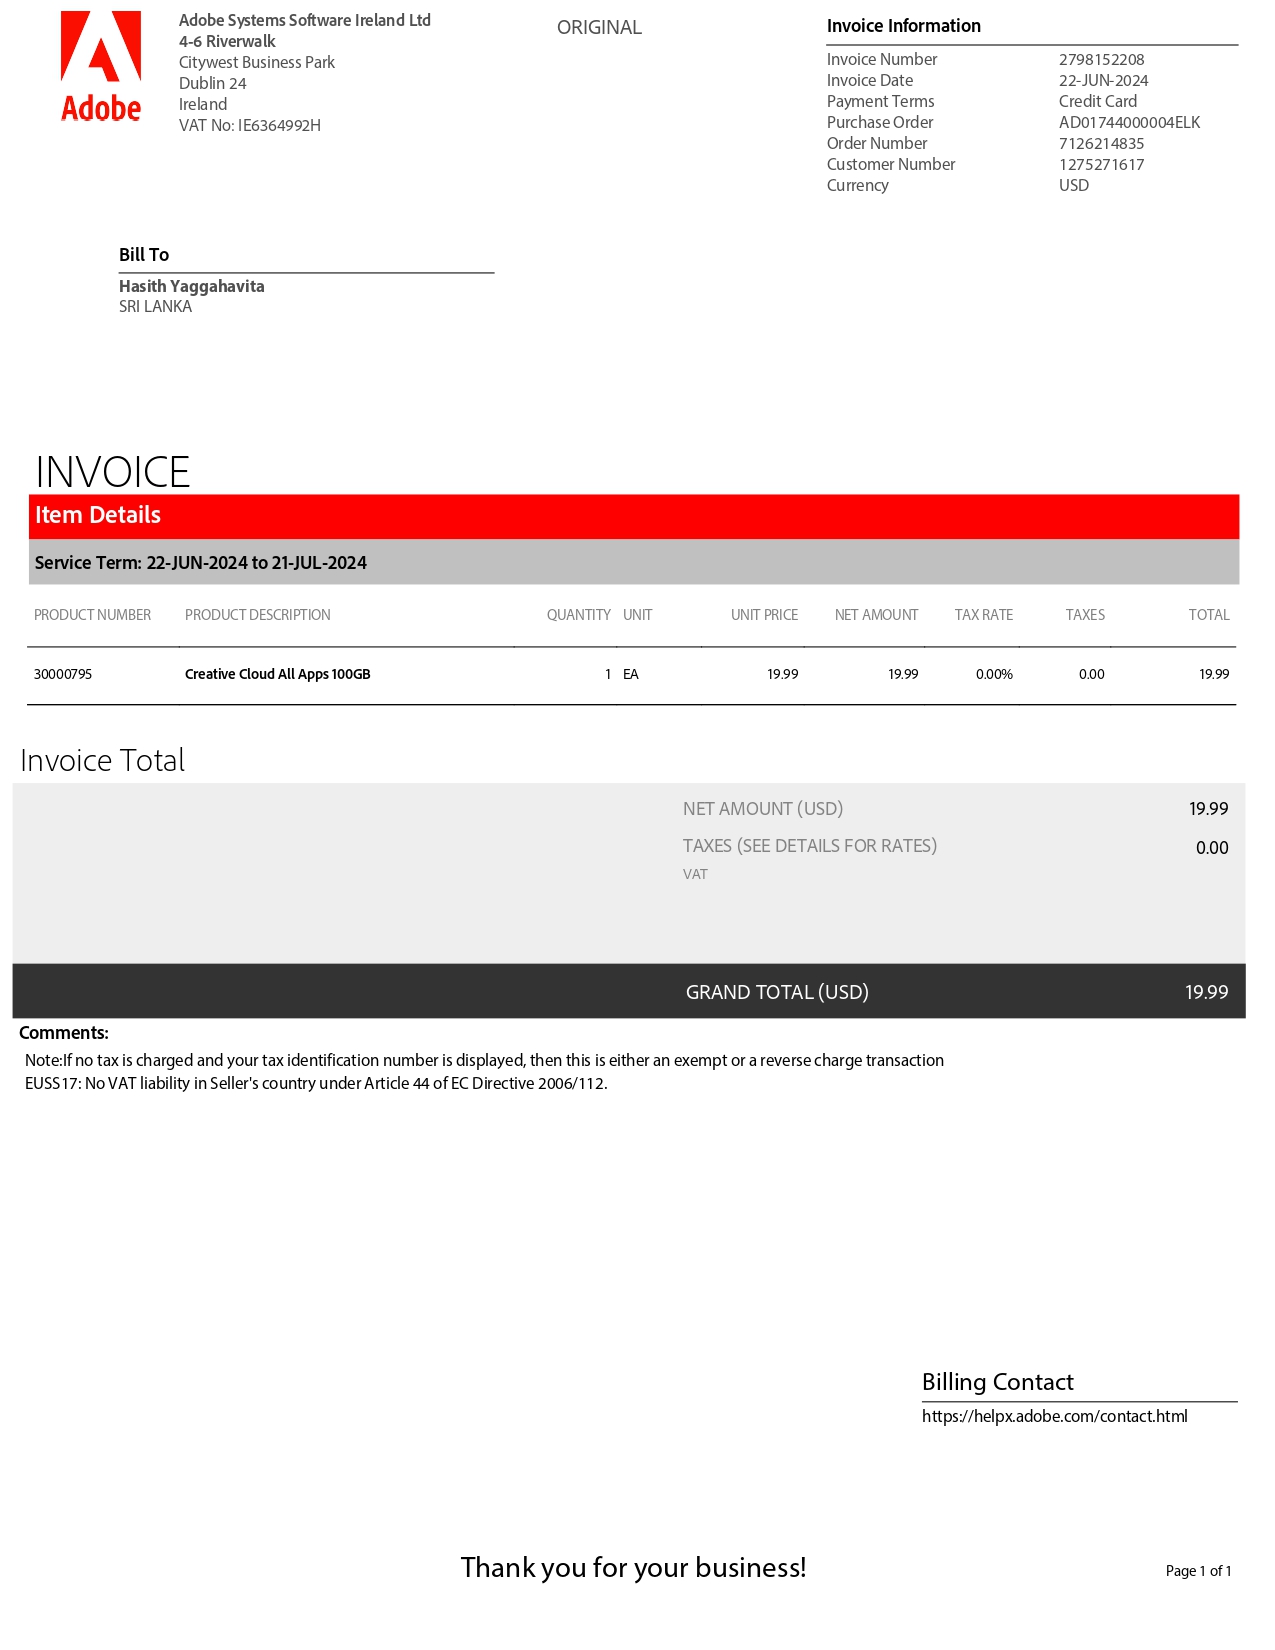 Adobe
Adobe Systems Software Ireland Ltd
4-6 Riverwalk
Citywest Business Park
Dublin 24
Ireland
VAT No: IE6364992H
ORIGINAL
Invoice Information
Invoice Number 2798152208
Invoice Date 22-JUN-2024
Payment Terms Credit Card
Purchase Order AD01744000004ELK
Order Number 7126214835
Customer Number 1275271617
Currency USD
Bill To
Hasith Yaggahavita
SRI LANKA
INVOICE
Item Details
Service Term: 22-JUN-2024 to 21-JUL-2024
PRODUCT NUMBER PRODUCT DESCRIPTION QUANTITY UNIT UNIT PRICE NET AMOUNT TAX RATE TAXES TOTAL
30000795 Creative Cloud All Apps 100GB 1 EA 19.99 19.99 0.00% 0.00 19.99
Invoice Total
NET AMOUNT (USD) 19.99
TAXES (SEE DETAILS FOR RATES) 0.00
VAT
GRAND TOTAL (USD) 19.99
Comments:
Note:If no tax is charged and your tax identification number is displayed, then this is either an exempt or a reverse charge transaction
EUSS17: No VAT liability in Seller's country under Article 44 of EC Directive 2006/112.
Billing Contact
https://helpx.adobe.com/contact.html
Thank you for your business!
Page 1 of 1